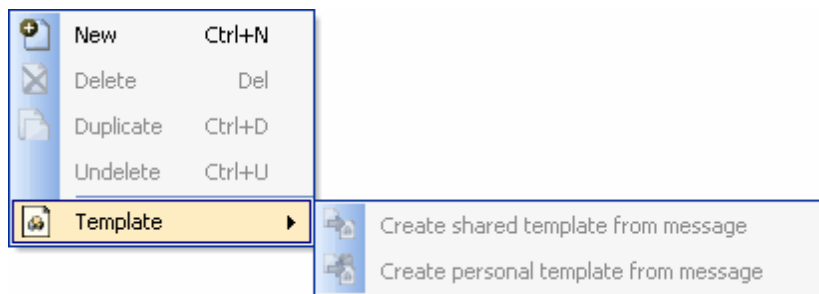 New Ctrl+N
Delete Del
Duplicate Ctrl+D
Undelete Ctrl+U
Template
Create shared template from message
Create personal template from message